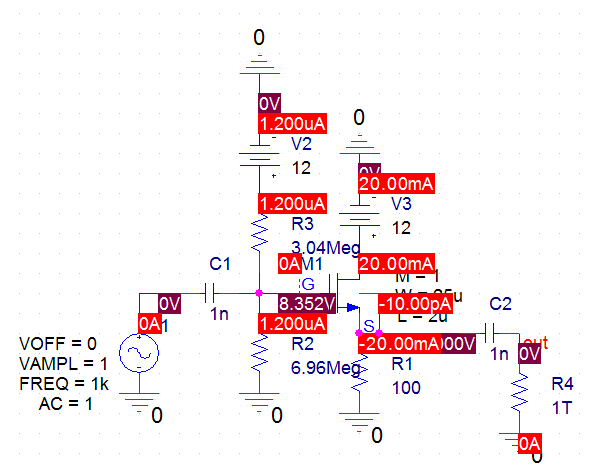 0
0V
1.200uA
V2
12
0
20.00mA
V3
12
1.200uA
R3
3.04Meg
0A
M1
20.00mA
M = 1
G
C1
1n
0V
0A
8.352V
-10.00pA
L = 2u
C2
1n
1.200uA
S
-20.00mA
00V
out
0V
R2
6.96Meg
R1
100
R4
1T
VOFF = 0
VAMPL = 1
FREQ = 1k
AC = 1
0
0
0
0A
0